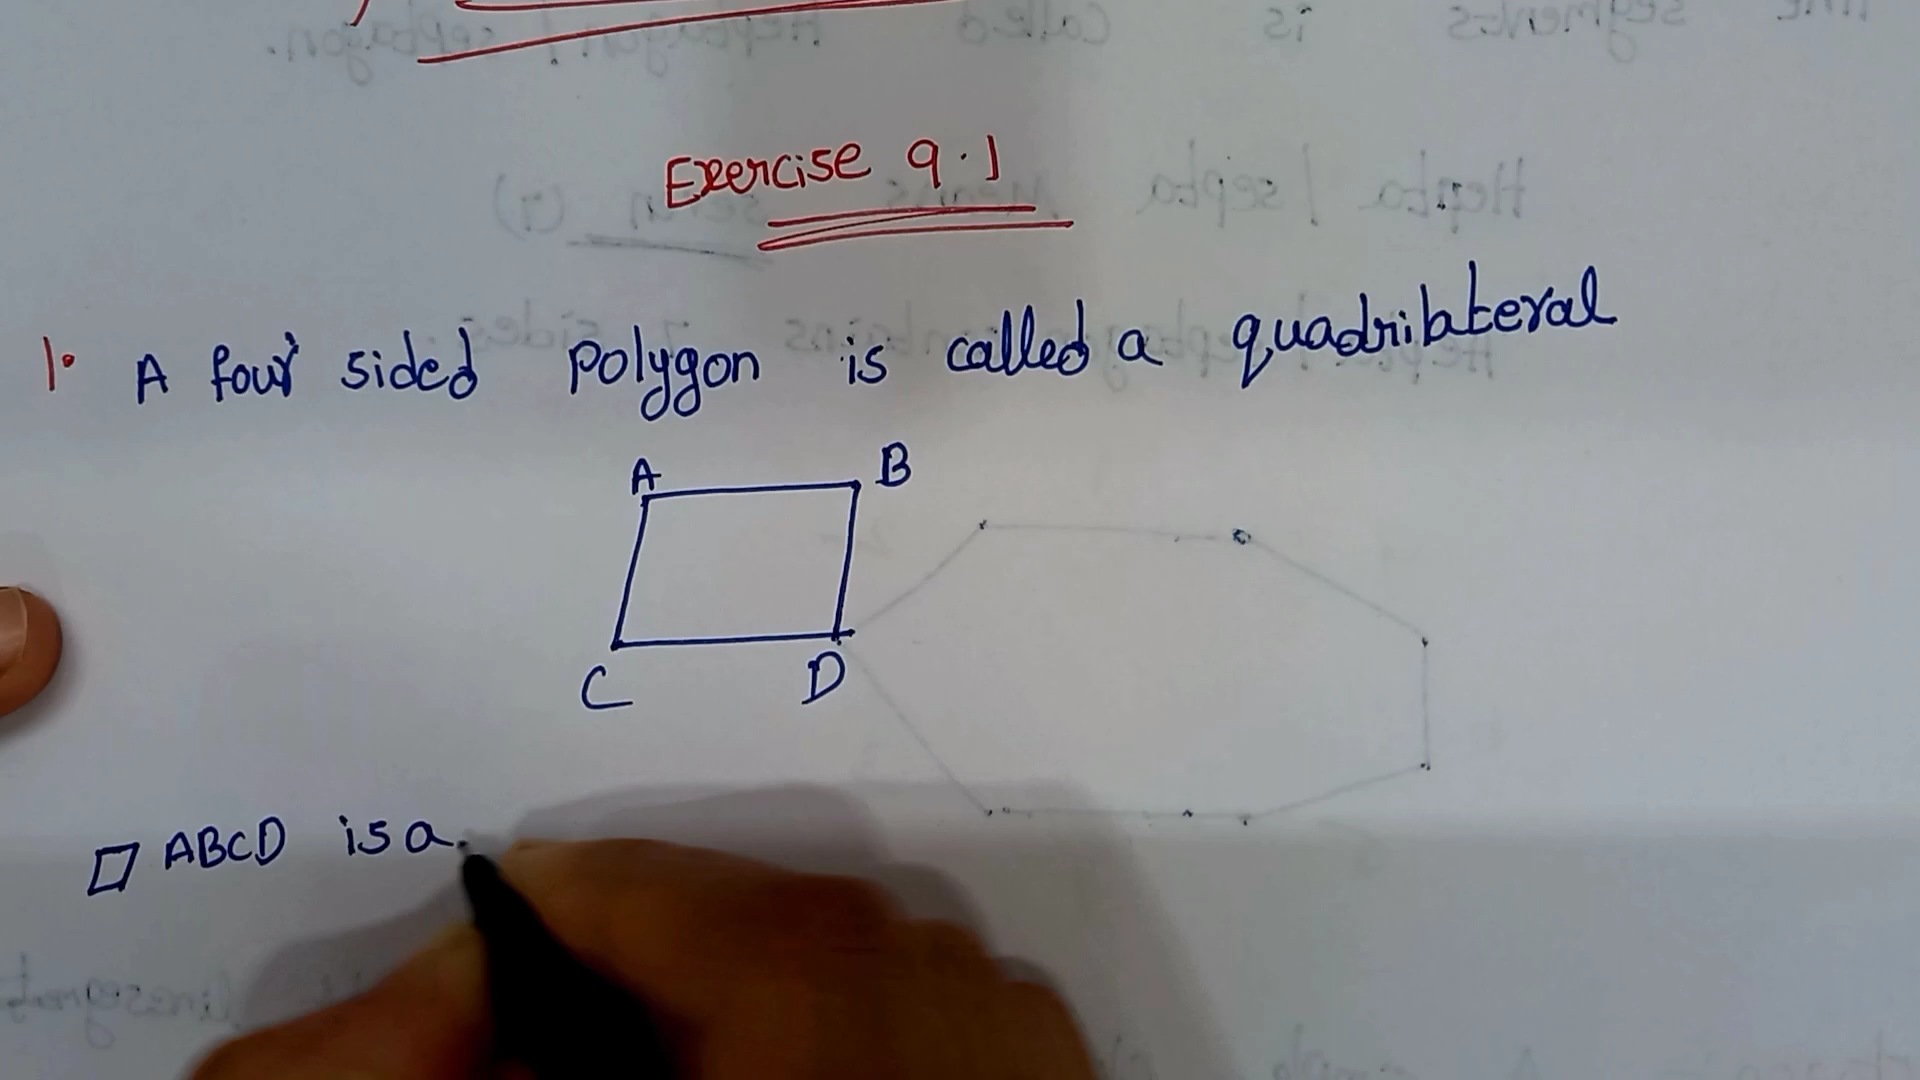 Exercise 9.1
1. A four sided polygon is called a quadrilateral
A B
C D
▱ ABCD is a